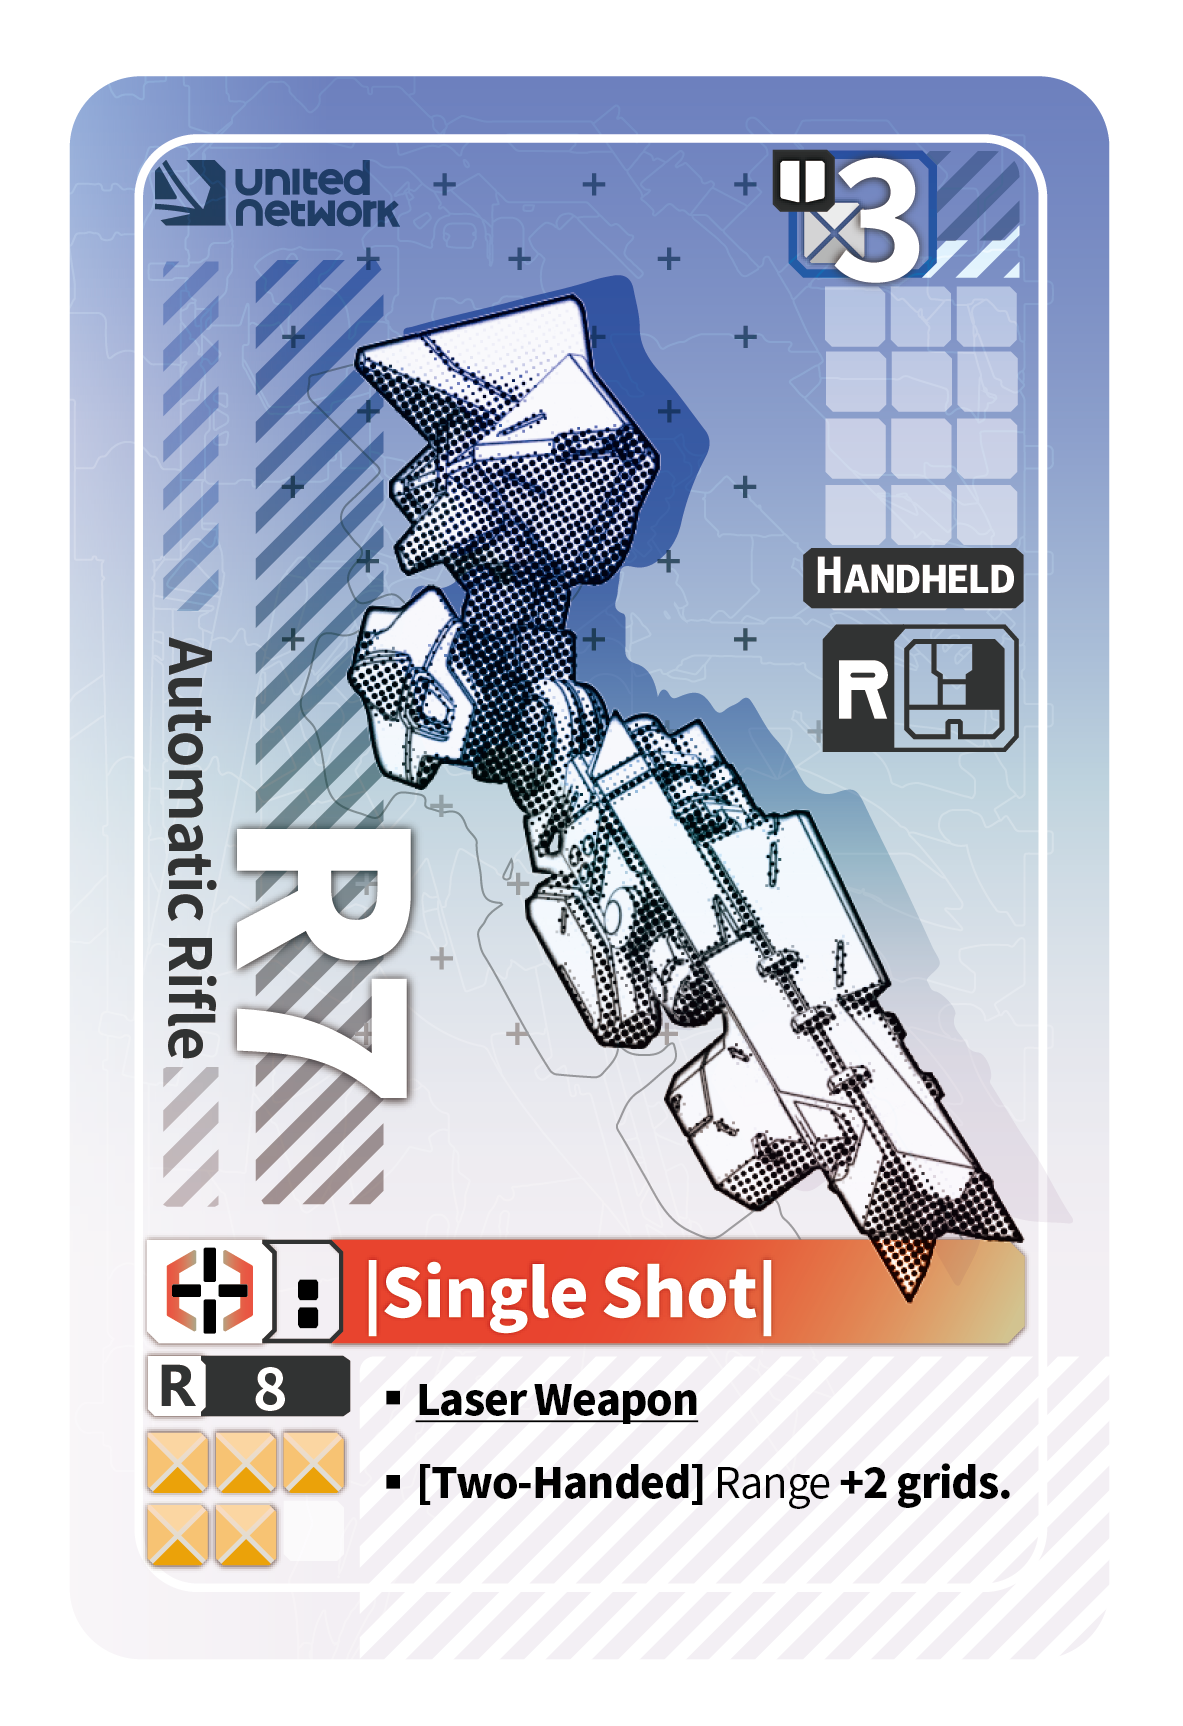 UNITED
NETWORK
3
HANDHELD
R
Automatic Rifle
R7
|Single Shot|
R 8
▪ Laser Weapon
▪ [Two-Handed] Range +2 grids.